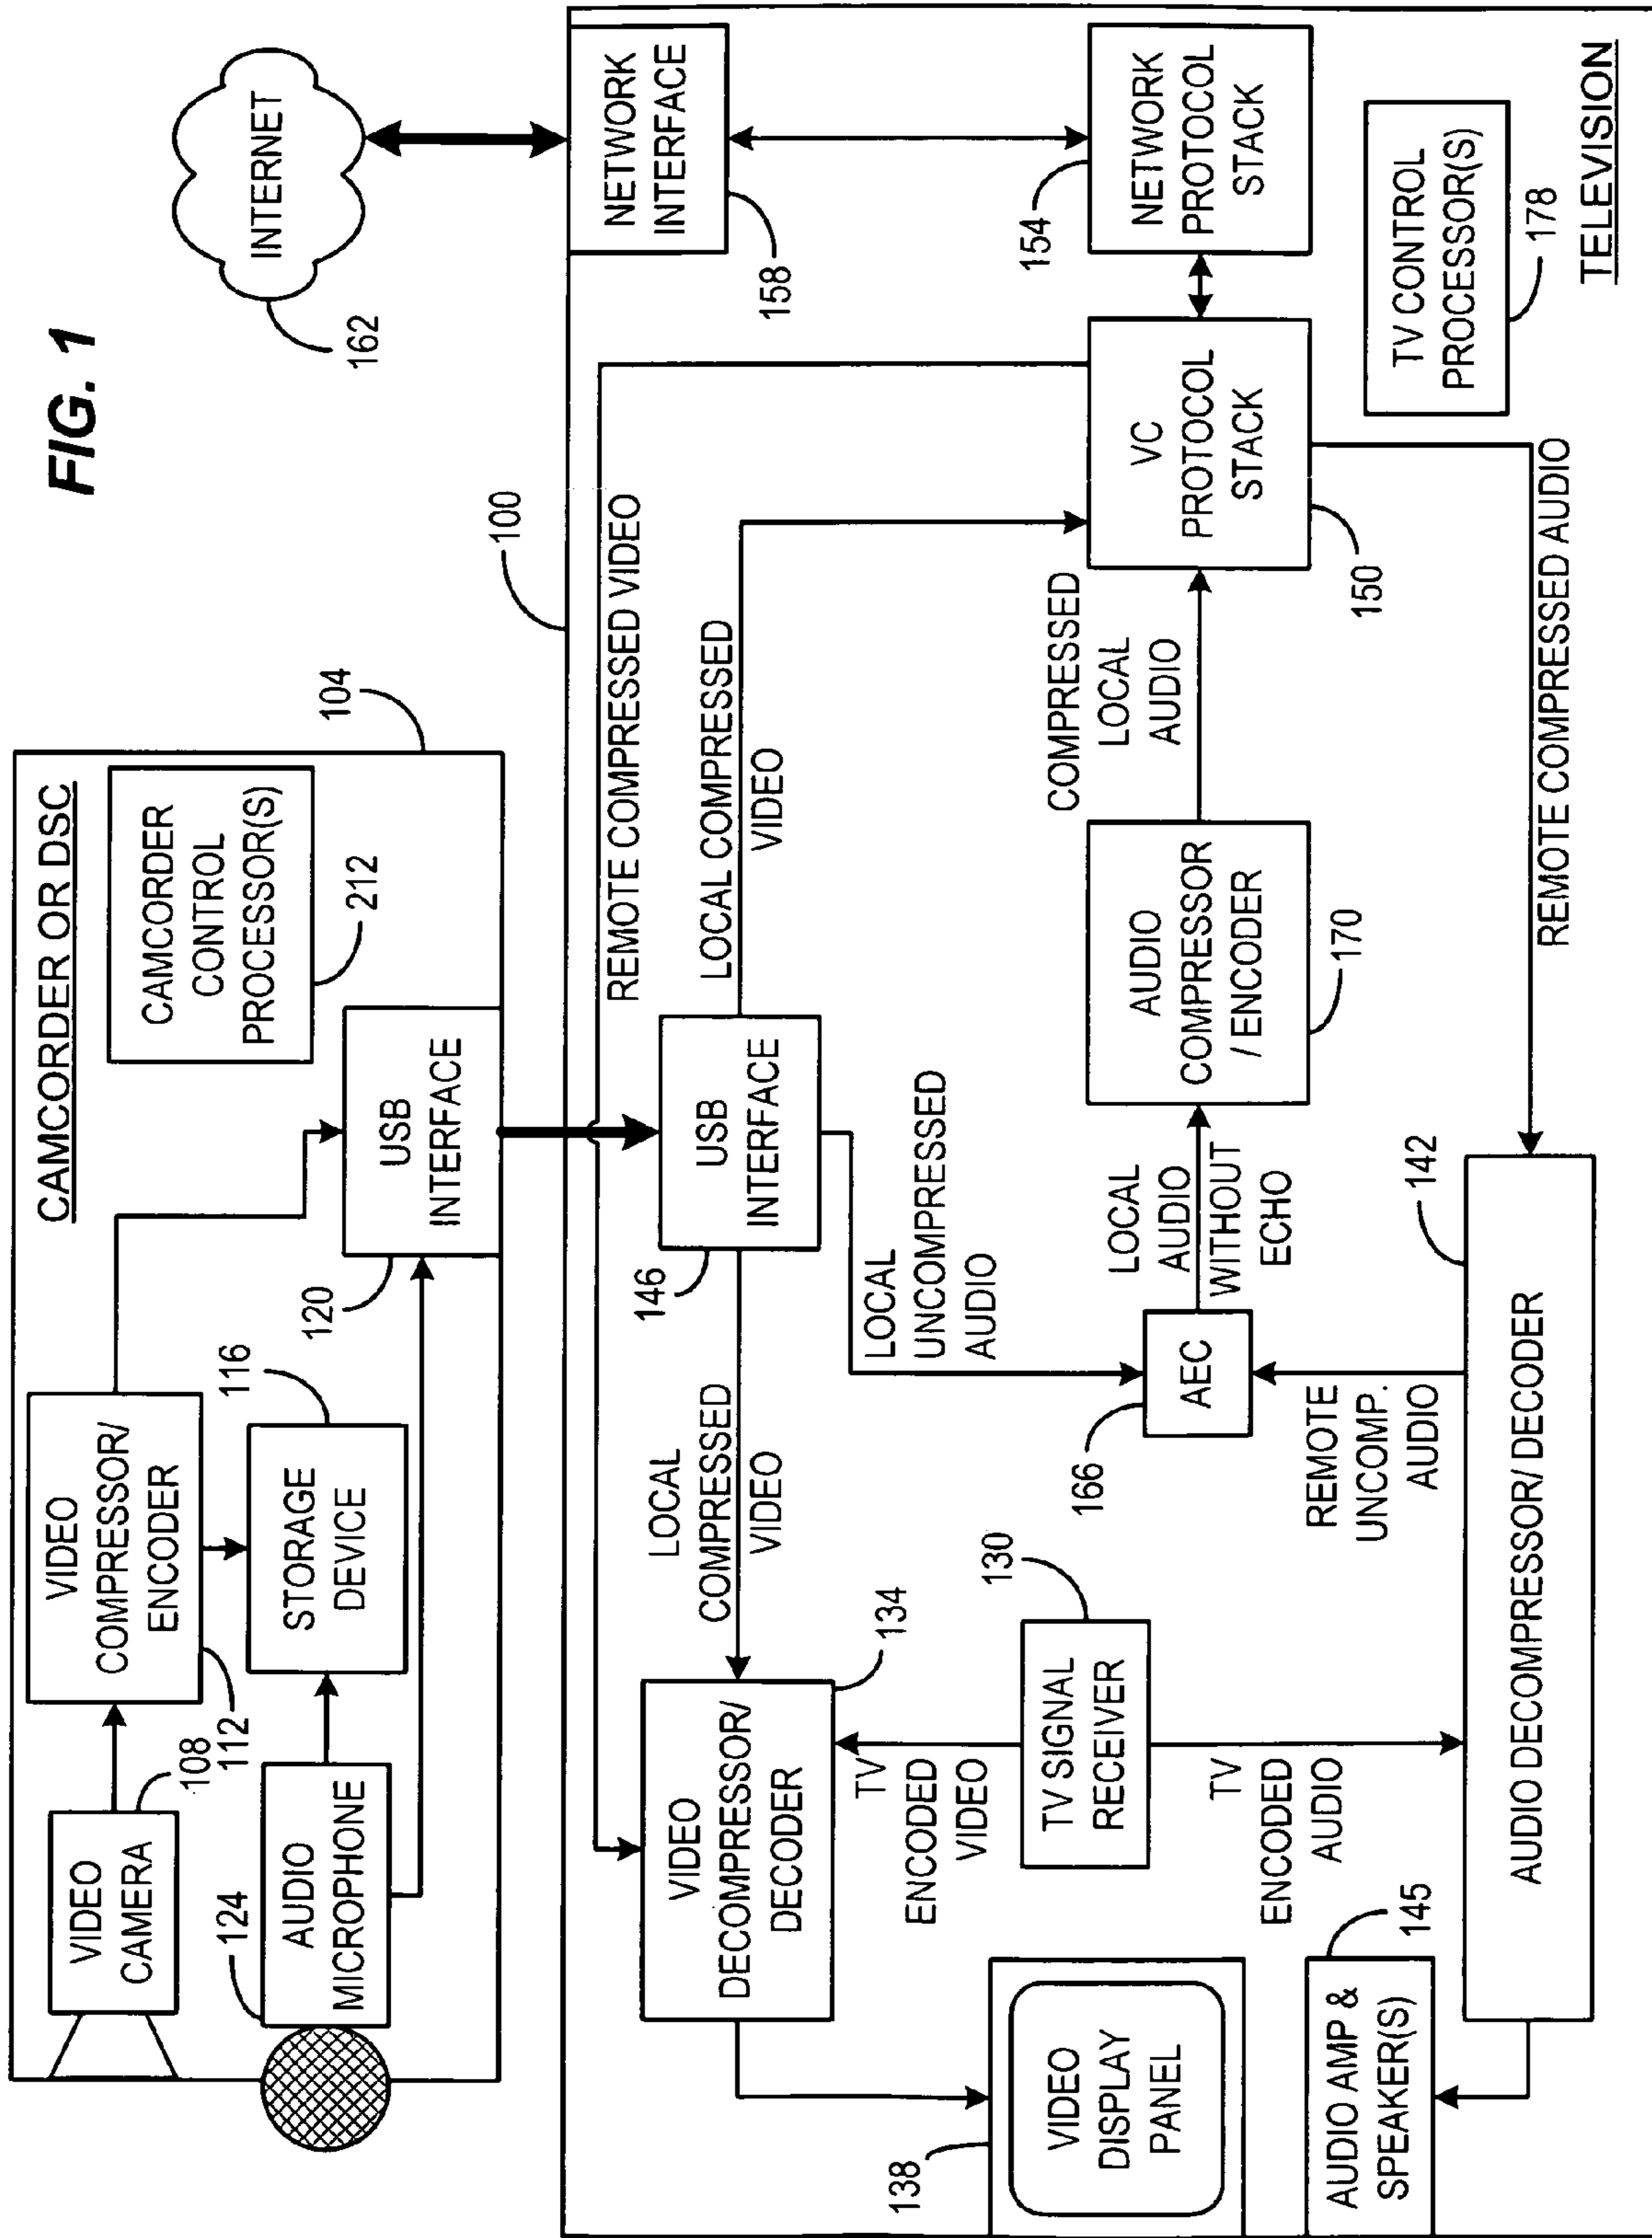 FIG. 1
CAMCORDER OR DSC
104
VIDEO
CAMERA
108
VIDEO
COMPRESSOR/
ENCODER
112
AUDIO
MICROPHONE
124
STORAGE
DEVICE
116
USB
INTERFACE
120
CAMCORDER
CONTROL
PROCESSOR(S)
212
INTERNET
162
100
REMOTE COMPRESSED VIDEO
NETWORK
INTERFACE
158
USB
INTERFACE
146
LOCAL COMPRESSED
VIDEO
LOCAL
COMPRESSED
VIDEO
VIDEO
DECOMPRESSOR/
DECODER
134
LOCAL
UNCOMPRESSED
AUDIO
TV
ENCODED
VIDEO
TV SIGNAL
RECEIVER
130
TV
ENCODED
AUDIO
VIDEO
DISPLAY
PANEL
138
AEC
166
LOCAL
AUDIO
WITHOUT
ECHO
AUDIO
COMPRESSOR
/ ENCODER
170
COMPRESSED
LOCAL
AUDIO
VC
PROTOCOL
STACK
150
NETWORK
PROTOCOL
STACK
154
REMOTE
UNCOMP.
AUDIO
AUDIO AMP &
SPEAKER(S)
145
AUDIO DECOMPRESSOR/ DECODER
142
REMOTE COMPRESSED AUDIO
TV CONTROL
PROCESSOR(S)
178
TELEVISION